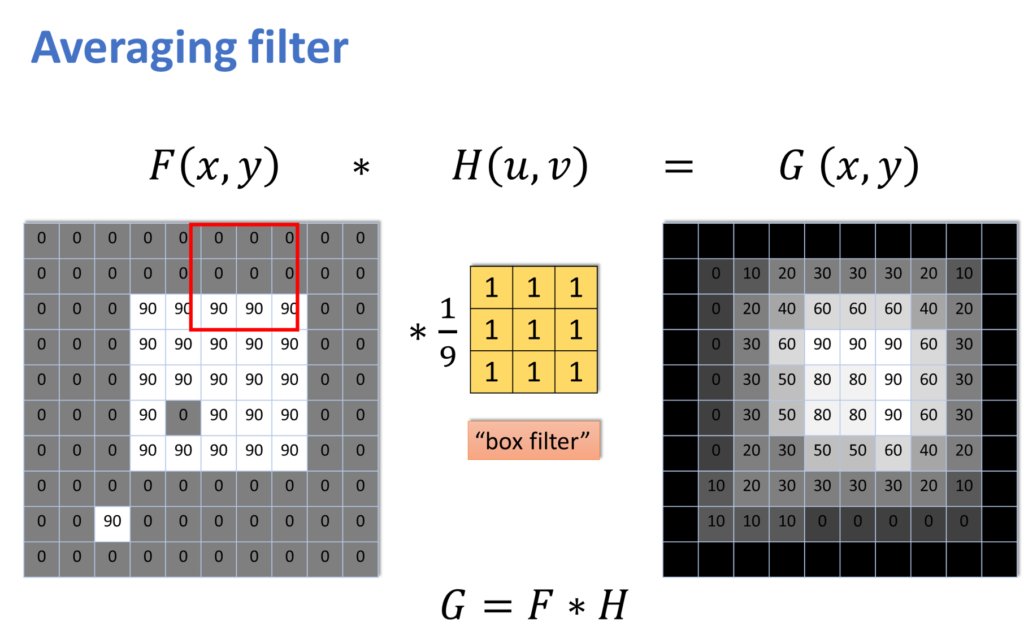 Averaging filter
F(x, y) * H(u, v) = G (x, y)
0 0 0 0 0 0 0 0 0 0
0 0 0 0 0 0 0 0 0 0
0 0 0 90 90 90 90 90 0 0
0 0 0 90 90 90 90 90 0 0
0 0 0 90 90 90 90 90 0 0
0 0 0 90 0 90 90 90 0 0
0 0 0 90 90 90 90 90 0 0
0 0 0 0 0 0 0 0 0 0
0 0 90 0 0 0 0 0 0 0
0 0 0 0 0 0 0 0 0 0
* 1/9
1 1 1
1 1 1
1 1 1
“box filter”
0 10 20 30 30 30 20 10
0 20 40 60 60 60 40 20
0 30 60 90 90 90 60 30
0 30 50 80 80 90 60 30
0 30 50 80 80 90 60 30
0 20 30 50 50 60 40 20
10 20 30 30 30 30 20 10
10 10 10 0 0 0 0 0
G = F * H